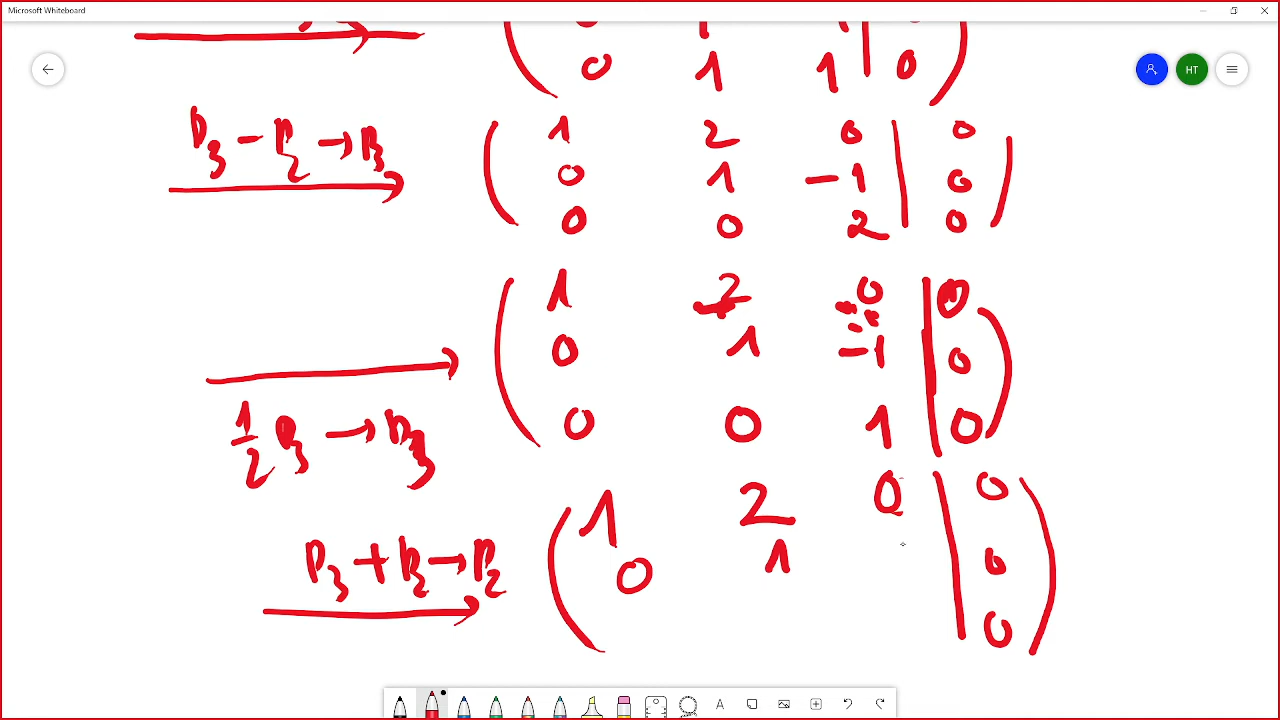 Microsoft Whiteboard
0 1 1 | 0
HT
R3 - R2 → R3
1 2 0 | 0
0 1 -1 | 0
0 0 2 | 0
1 2 0 | 0
0 1 -1 | 0
0 0 1 | 0
1/2 R3 → R3
1 2 0 | 0
R3 + R2 → R2
0 1 | 0
| 0
A